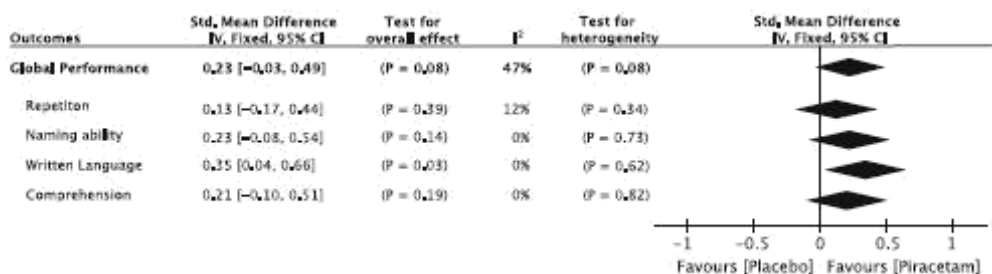 Std. Mean Difference Test for Test for Std. Mean Difference
Outcomes IV, Fixed, 95% CI overall effect I² heterogeneity IV, Fixed, 95% CI
Global Performance 0.23 [−0.03, 0.49] (P = 0.08) 47% (P = 0.08)
Repetiton 0.13 [−0.17, 0.44] (P = 0.39) 12% (P = 0.34)
Naming ability 0.23 [−0.08, 0.54] (P = 0.14) 0% (P = 0.73)
Written Language 0.35 [0.04, 0.66] (P = 0.03) 0% (P = 0.62)
Comprehension 0.21 [−0.10, 0.51] (P = 0.19) 0% (P = 0.82)
−1 −0.5 0 0.5 1
Favours [Placebo] Favours [Piracetam]